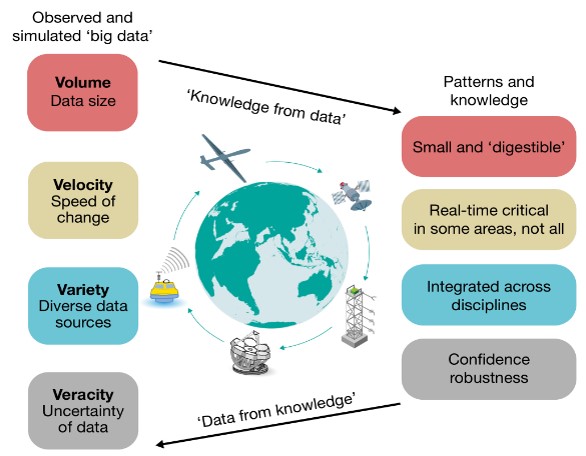 Observed and
simulated ‘big data’
Volume
Data size
Velocity
Speed of
change
Variety
Diverse data
sources
Veracity
Uncertainty
of data
‘Knowledge from data’
‘Data from knowledge’
Patterns and
knowledge
Small and ‘digestible’
Real-time critical
in some areas, not all
Integrated across
disciplines
Confidence
robustness